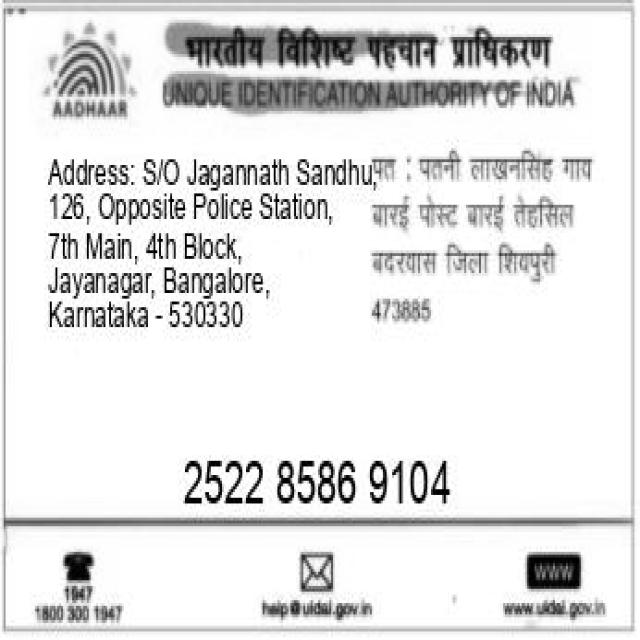 भारतीय विशिष्ट पहचान प्राधिकरण
AADHAAR
UNIQUE IDENTIFICATION AUTHORITY OF INDIA
Address: S/O Jagannath Sandhu,
126, Opposite Police Station,
7th Main, 4th Block,
Jayanagar, Bangalore,
Karnataka - 530330
पत : पतनी लाखनसिंह गाय
बारई पोस्ट बारई तेहसिल
बदरवास जिला शिवपुरी
473885
2522 8586 9104
1947
1800 300 1947
help@uidai.gov.in
WWW
www.uidai.gov.in